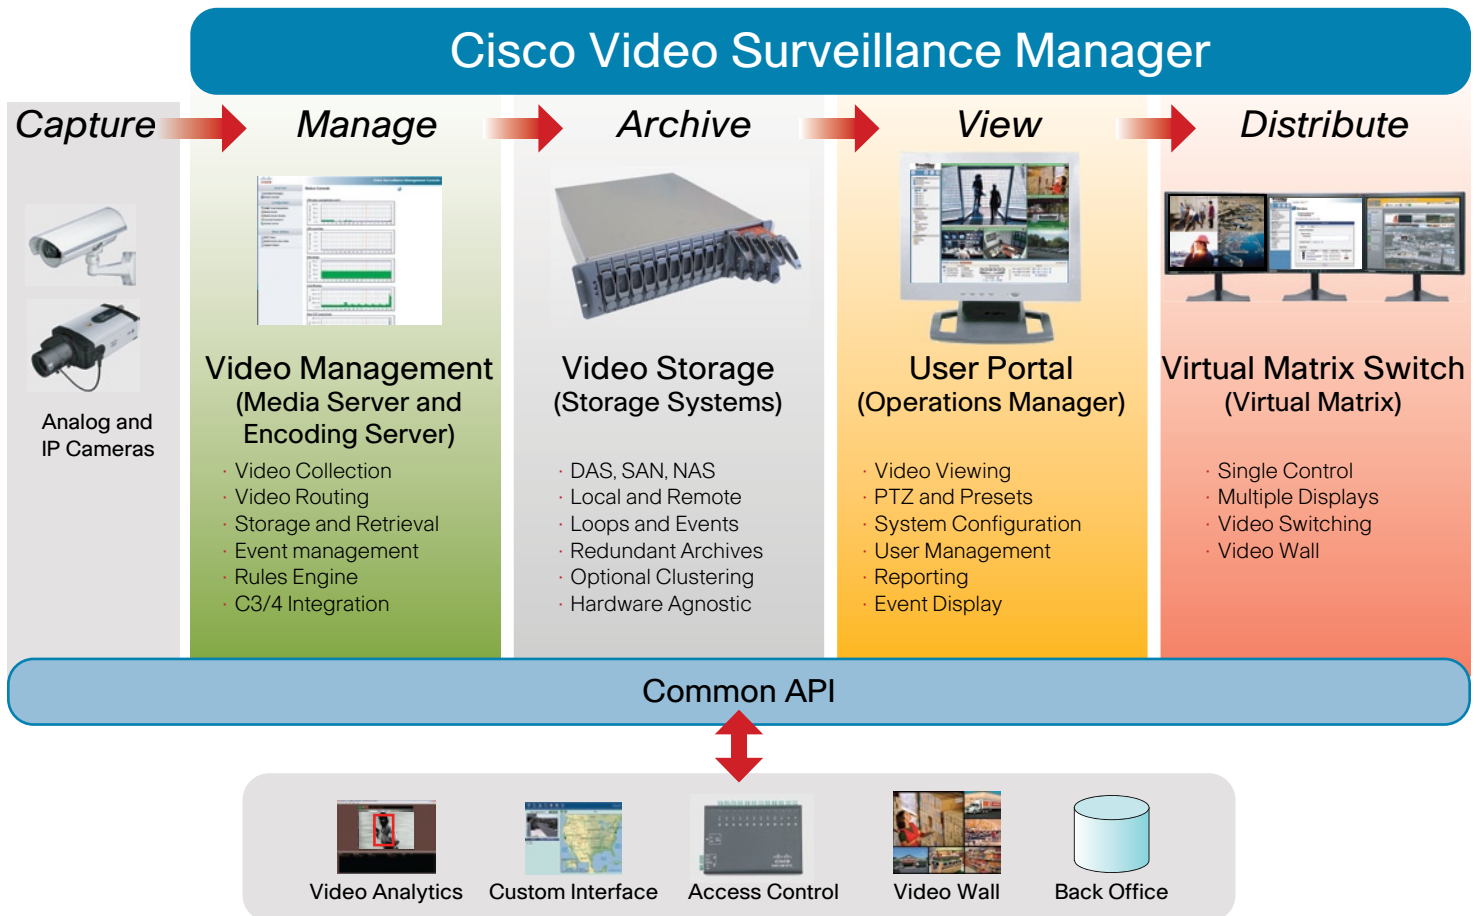 Cisco Video Surveillance Manager
Capture
Manage
Archive
View
Distribute
Analog and
IP Cameras
Video Management
(Media Server and
Encoding Server)
· Video Collection
· Video Routing
· Storage and Retrieval
· Event management
· Rules Engine
· C3/4 Integration
Video Storage
(Storage Systems)
· DAS, SAN, NAS
· Local and Remote
· Loops and Events
· Redundant Archives
· Optional Clustering
· Hardware Agnostic
User Portal
(Operations Manager)
· Video Viewing
· PTZ and Presets
· System Configuration
· User Management
· Reporting
· Event Display
Virtual Matrix Switch
(Virtual Matrix)
· Single Control
· Multiple Displays
· Video Switching
· Video Wall
Common API
Video Analytics
Custom Interface
Access Control
Video Wall
Back Office